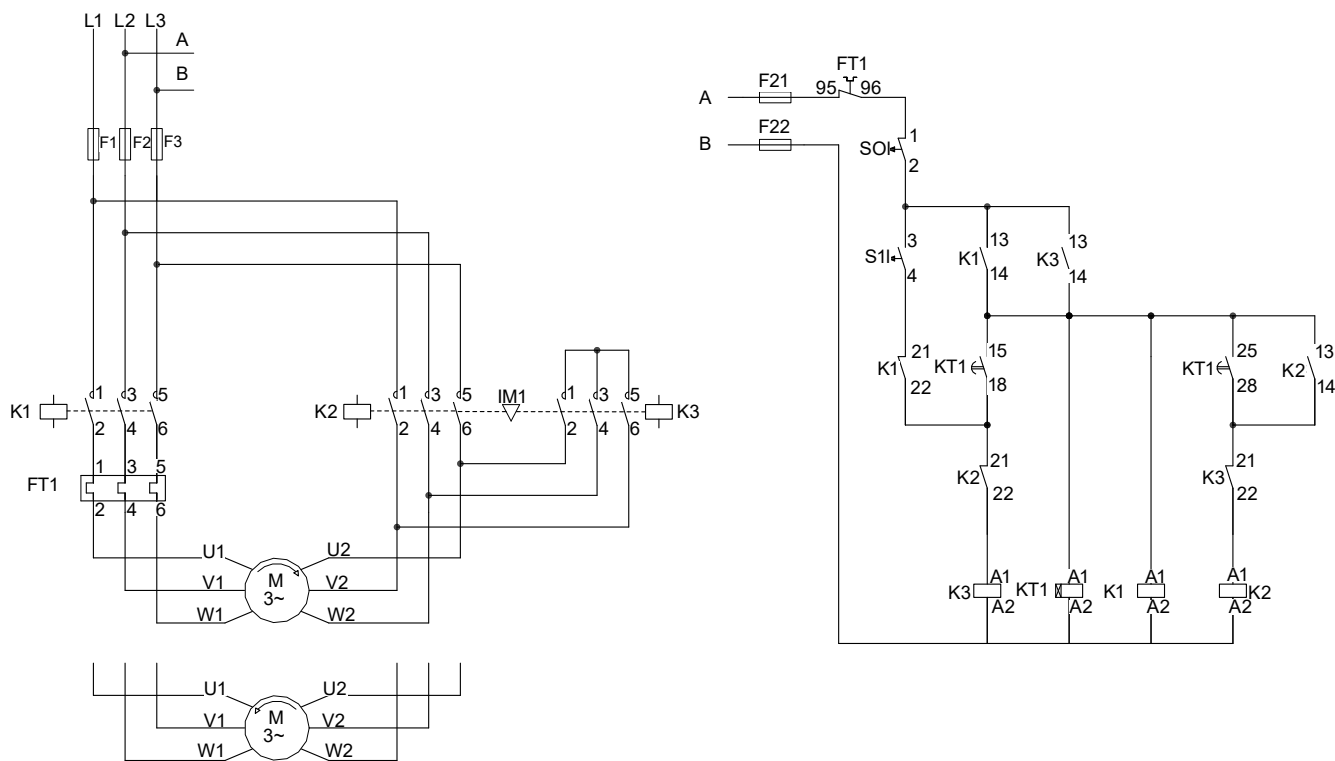 L1 L2 L3
A
B
F1 F2 F3
1 3 5
K1
2 4 6
1 3 5
K2
2 4 6
IM1
1 3 5
K3
2 4 6
1 3 5
FT1
2 4 6
U1 U2
M
3~
V1 V2
W1 W2
U1 U2
M
3~
V1 V2
W1 W2
FT1
F21
95 96
A
F22
B
1
SOI
2
3
S1I
4
13
K1
14
13
K3
14
21
K1
22
15
KT1
18
25
KT1
28
13
K2
14
21
K2
22
21
K3
22
A1
K3
A2
A1
KT1
A2
A1
K1
A2
A1
K2
A2